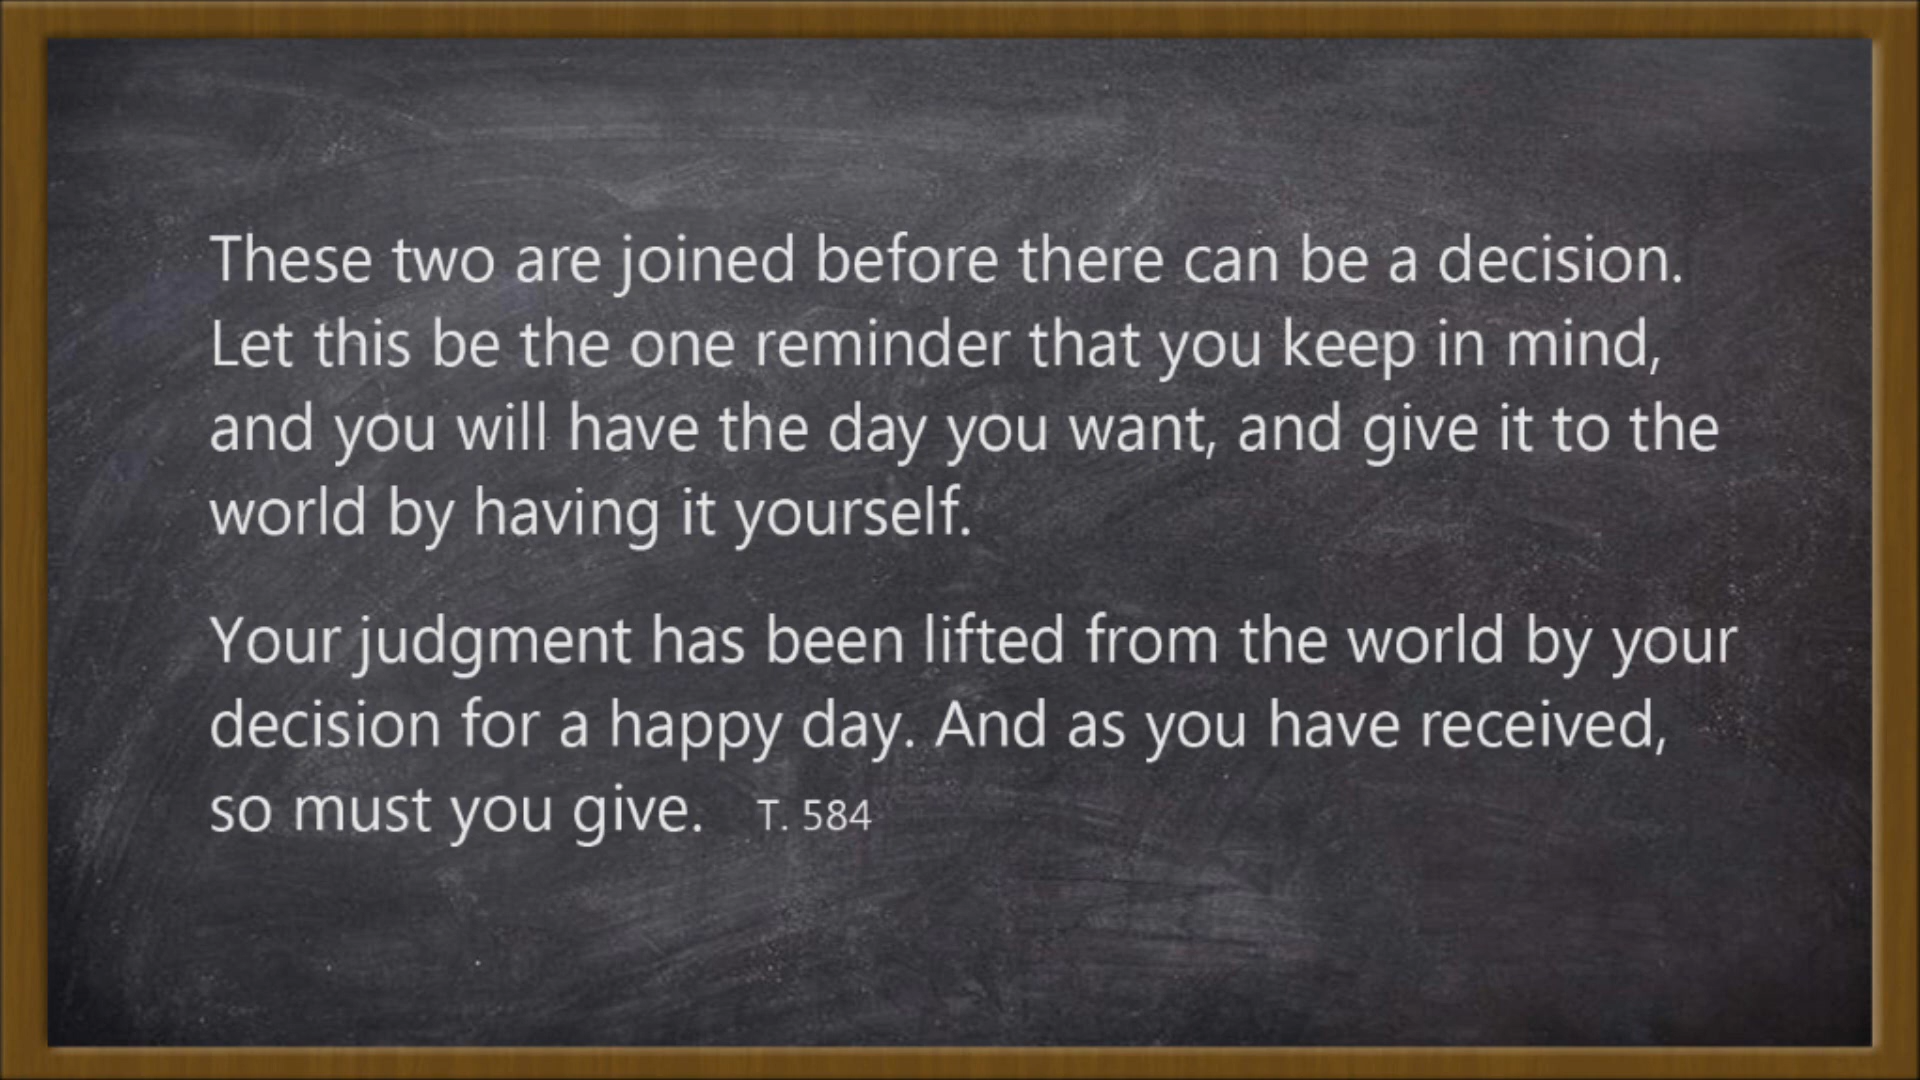 These two are joined before there can be a decision.
Let this be the one reminder that you keep in mind,
and you will have the day you want, and give it to the
world by having it yourself.
Your judgment has been lifted from the world by your
decision for a happy day. And as you have received,
so must you give. T. 584